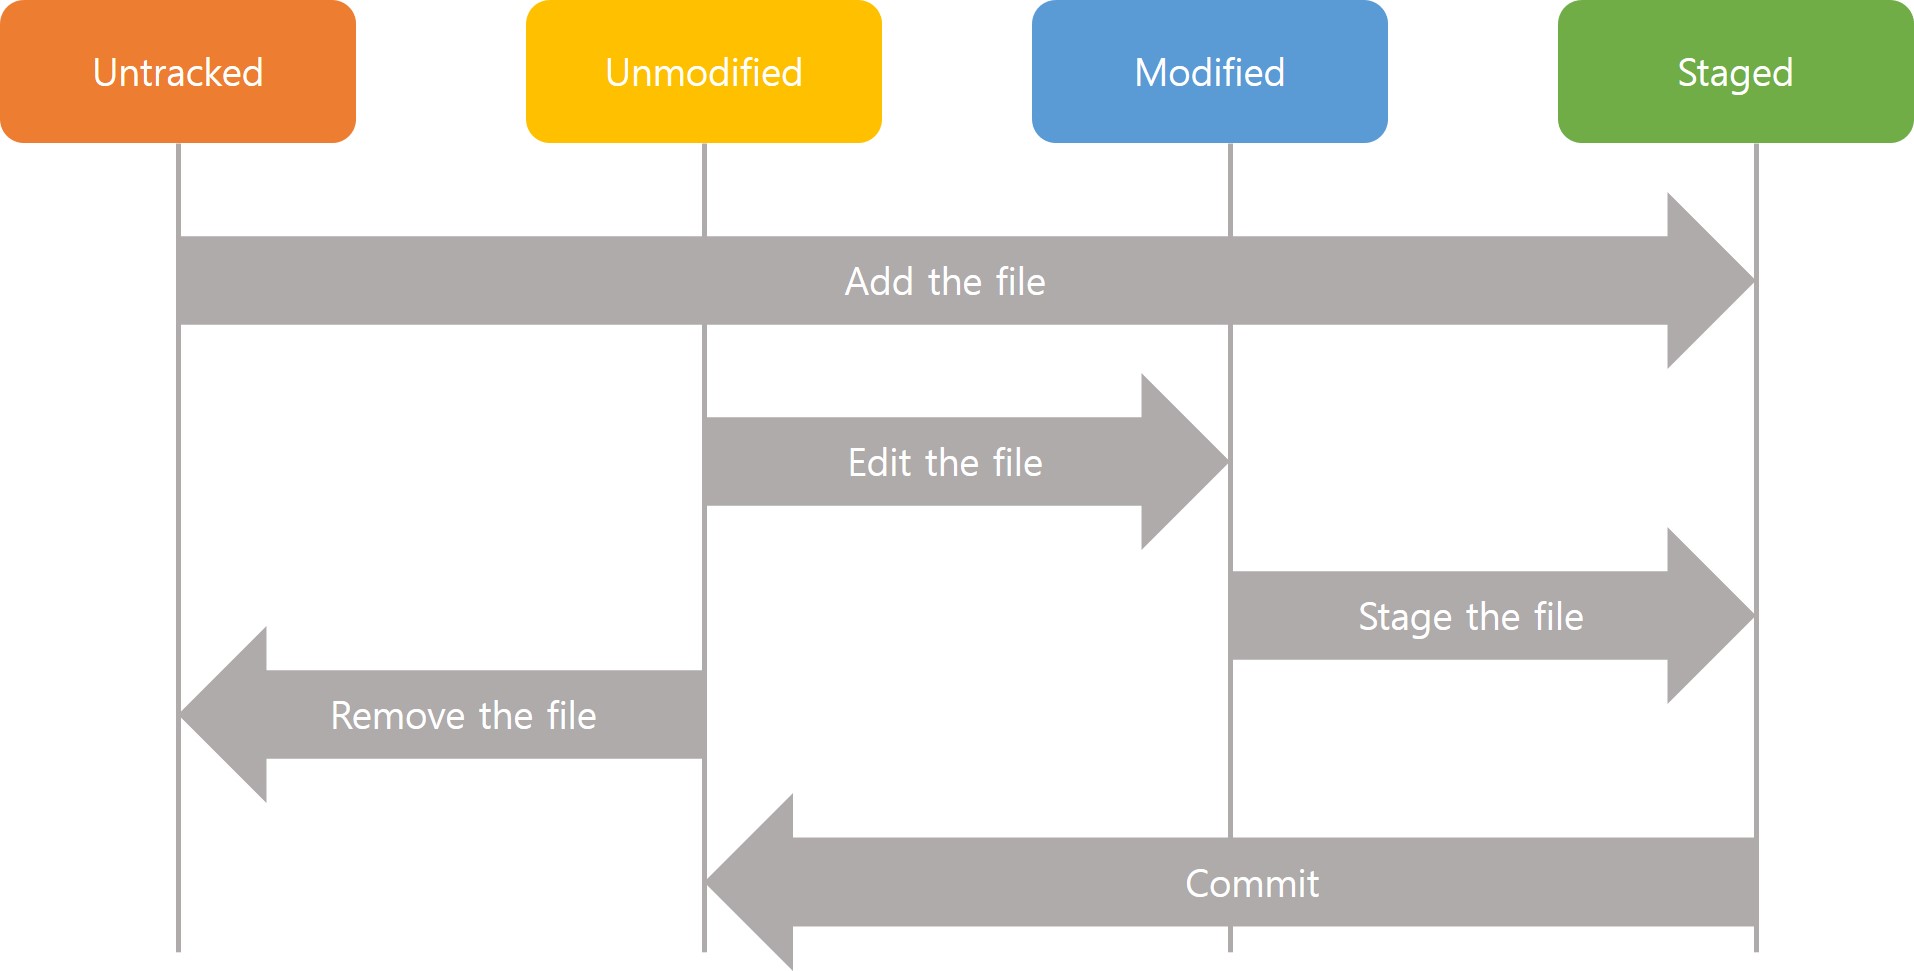 Untracked
Unmodified
Modified
Staged
Add the file
Edit the file
Stage the file
Remove the file
Commit